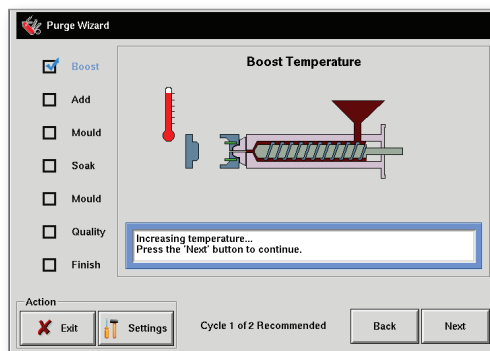 Purge Wizard
Boost Temperature
Boost
Add
Mould
Soak
Mould
Quality
Finish
Increasing temperature...
Press the 'Next' button to continue.
Action
Exit
Settings
Cycle 1 of 2 Recommended
Back
Next